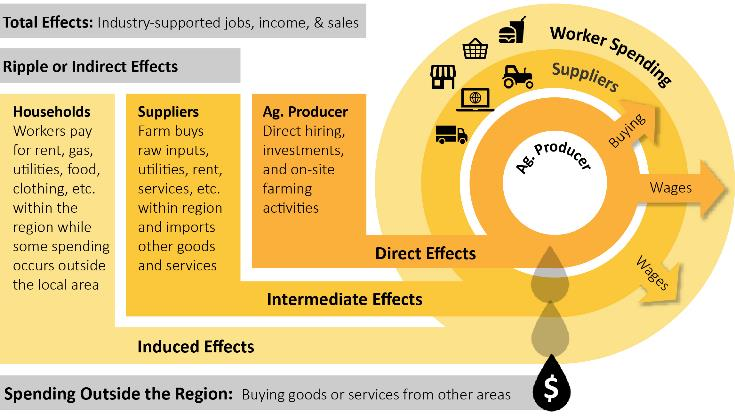 Total Effects: Industry-supported jobs, income, & sales
Ripple or Indirect Effects
Households
Workers pay
for rent, gas,
utilities, food,
clothing, etc.
within the
region while
some spending
occurs outside
the local area
Suppliers
Farm buys
raw inputs,
utilities, rent,
services, etc.
within region
and imports
other goods
and services
Ag. Producer
Direct hiring,
investments,
and on-site
farming
activities
Direct Effects
Intermediate Effects
Induced Effects
Worker Spending
Suppliers
Ag. Producer
Buying
Wages
Wages
$
Spending Outside the Region: Buying goods or services from other areas